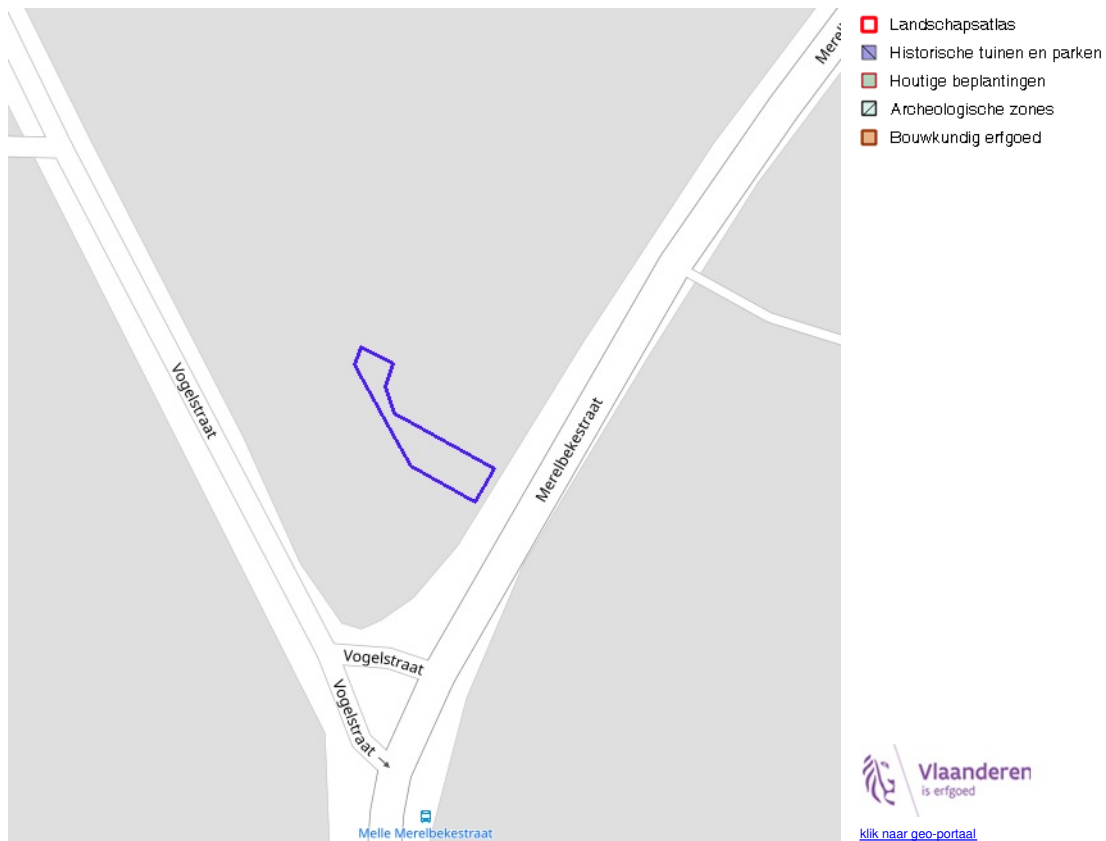 Merelbekestraat
Vogelstraat
Merelbekestraat
Vogelstraat
Vogelstraat
Melle Merelbekestraat
Landschapsatlas
Historische tuinen en parken
Houtige beplantingen
Archeologische zones
Bouwkundig erfgoed
Vlaanderen
is erfgoed
klik naar geo-portaal